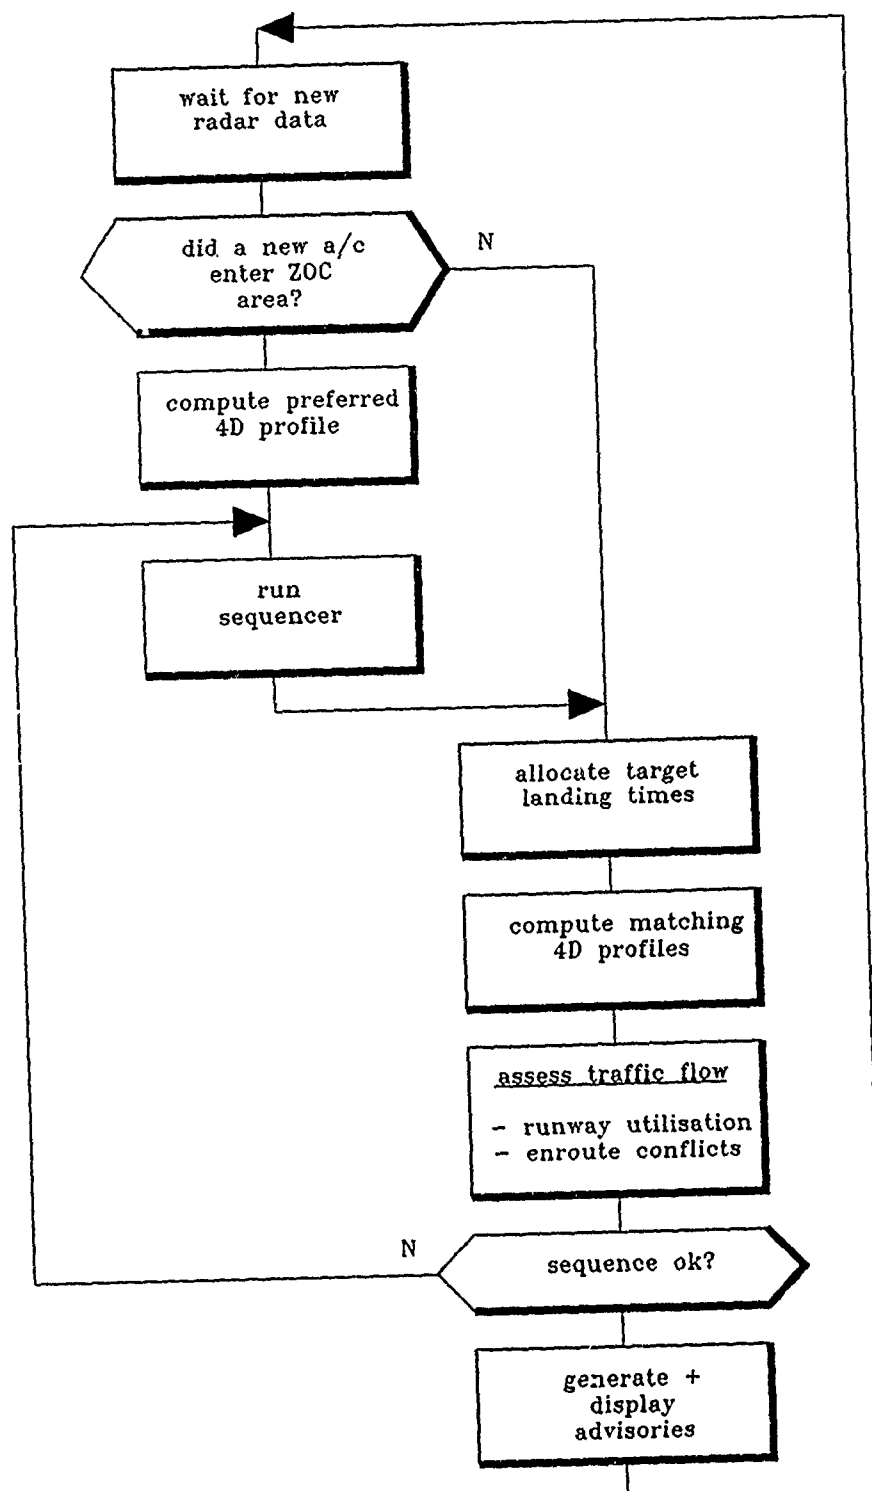 wait for new
radar data
did a new a/c
enter ZOC
area?
N
compute preferred
4D profile
run
sequencer
allocate target
landing times
compute matching
4D profiles
assess traffic flow
- runway utilisation
- enroute conflicts
N
sequence ok?
generate +
display
advisories